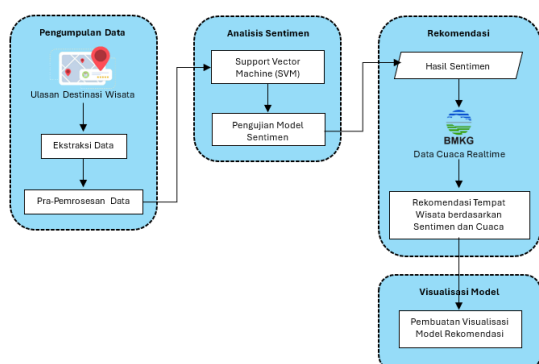 Pengumpulan Data
Ulasan Destinasi Wisata
Ekstraksi Data
Pra-Pemrosesan Data
Analisis Sentimen
Support Vector
Machine (SVM)
Pengujian Model
Sentimen
Rekomendasi
Hasil Sentimen
BMKG
Data Cuaca Realtime
Rekomendasi Tempat
Wisata berdasarkan
Sentimen dan Cuaca
Visualisasi Model
Pembuatan Visualisasi
Model Rekomendasi